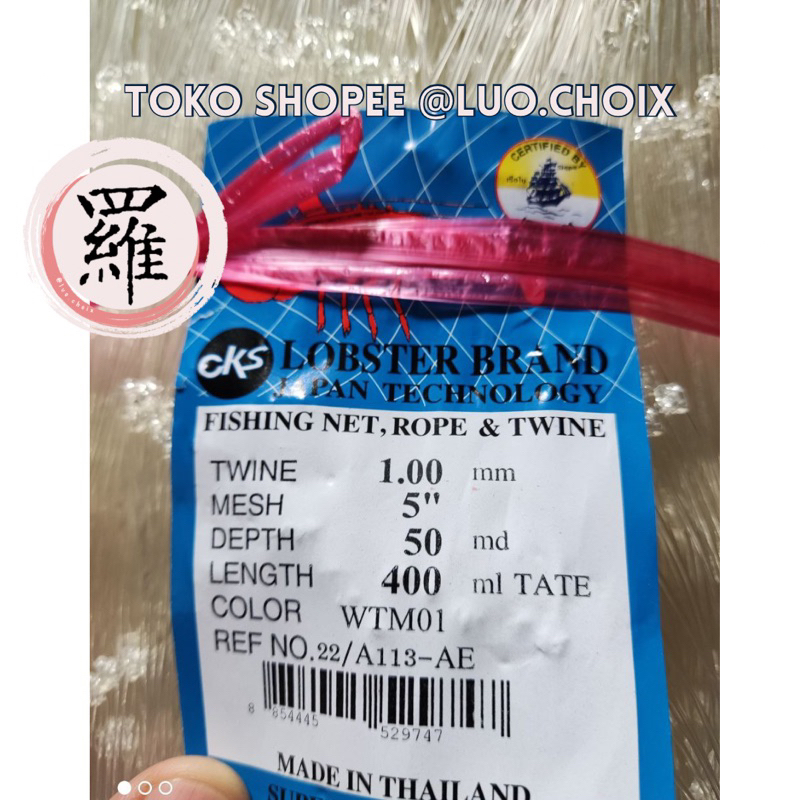 TOKO SHOPEE @LUO.CHOIX
CERTIFIED BY
羅
@luo choix
CKS LOBSTER BRAND
JAPAN TECHNOLOGY
FISHING NET, ROPE & TWINE
TWINE 1.00 mm
MESH 5"
DEPTH 50 md
LENGTH 400 ml TATE
COLOR WTM01
REF NO. 22/A113-AE
8 854445 529747
MADE IN THAILAND